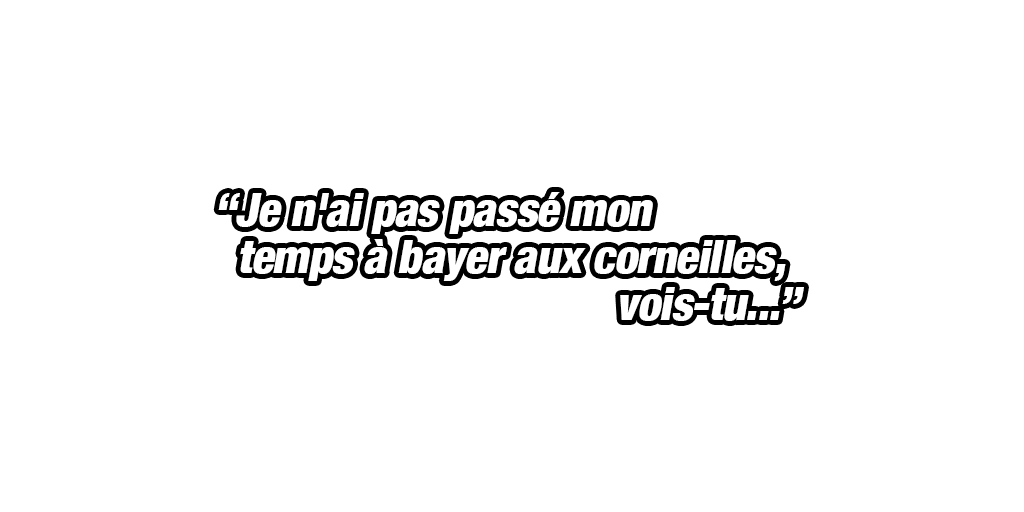 “Je n'ai pas passé mon
temps à bayer aux corneilles,
vois-tu...”